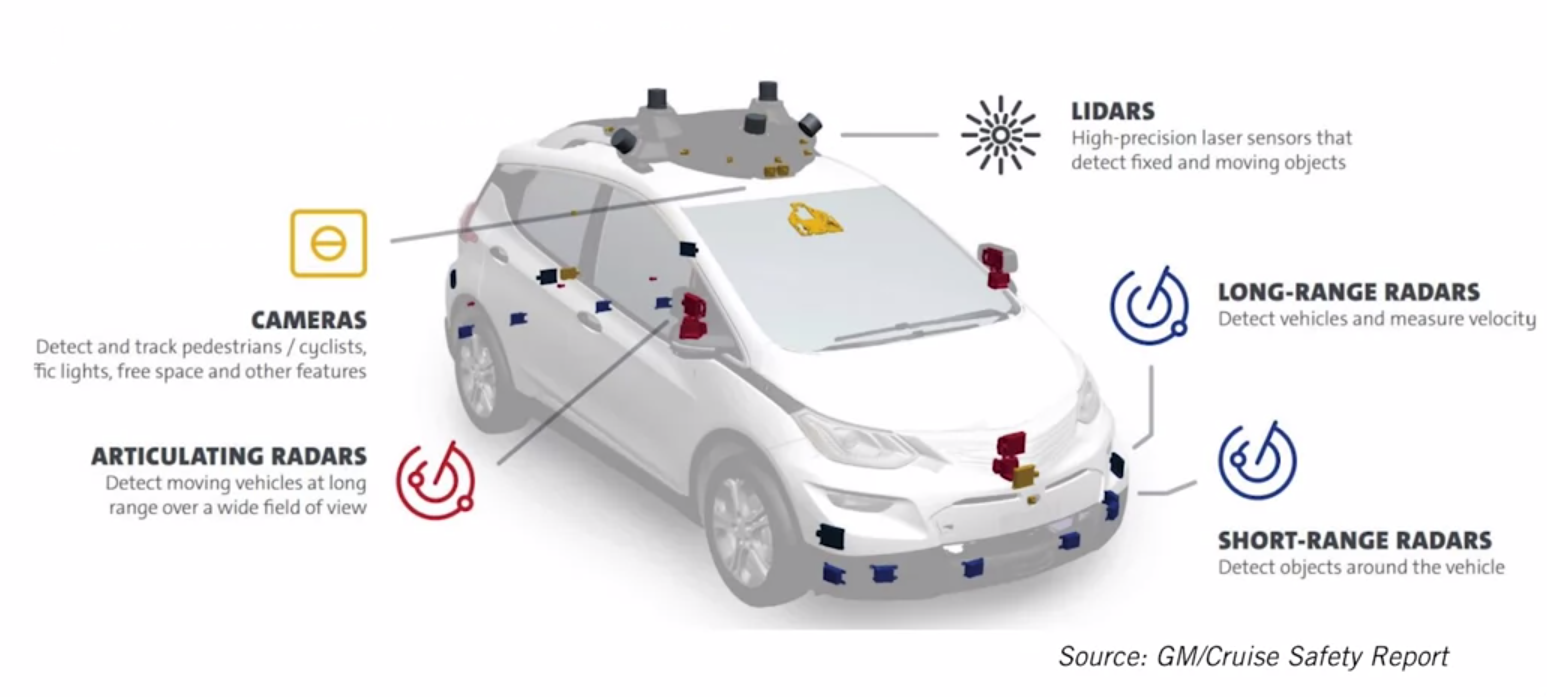 LIDARS
High-precision laser sensors that
detect fixed and moving objects
CAMERAS
Detect and track pedestrians / cyclists,
fic lights, free space and other features
ARTICULATING RADARS
Detect moving vehicles at long
range over a wide field of view
LONG-RANGE RADARS
Detect vehicles and measure velocity
SHORT-RANGE RADARS
Detect objects around the vehicle
Source: GM/Cruise Safety Report